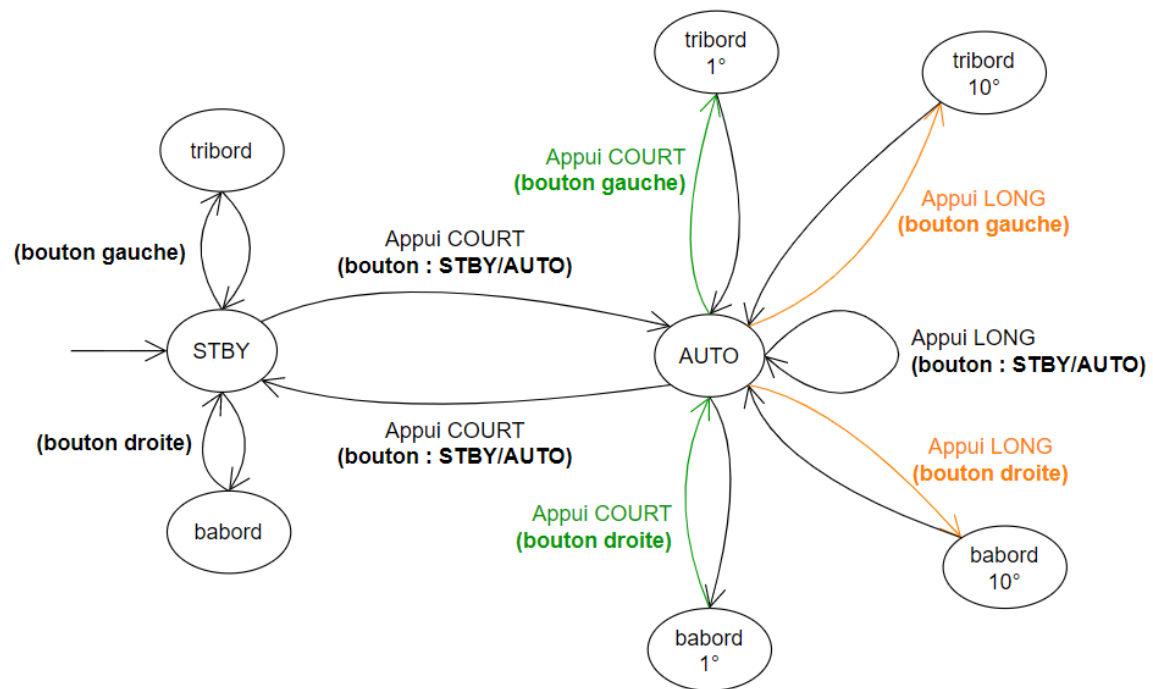 tribord
1°
tribord
10°
tribord
Appui COURT
(bouton gauche)
Appui LONG
(bouton gauche)
(bouton gauche)
Appui COURT
(bouton : STBY/AUTO)
STBY
AUTO
Appui LONG
(bouton : STBY/AUTO)
(bouton droite)
Appui COURT
(bouton : STBY/AUTO)
Appui LONG
(bouton droite)
Appui COURT
(bouton droite)
babord
babord
10°
babord
1°